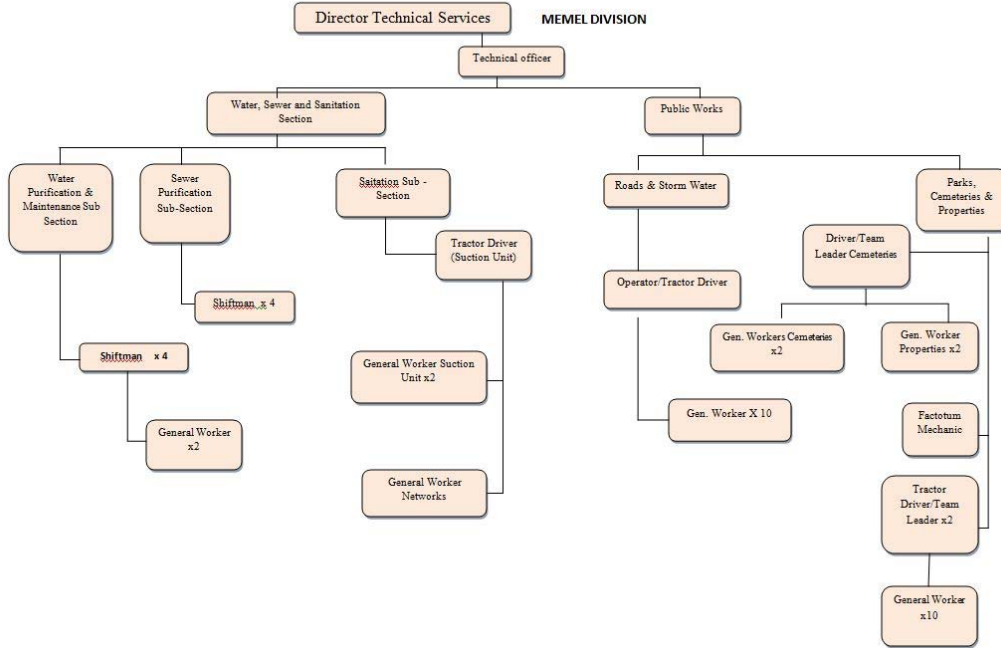 Director Technical Services
MEMEL DIVISION
Technical officer
Water, Sewer and Sanitation
Section
Public Works
Water
Purification &
Maintenance Sub
Section
Sewer
Purification
Sub-Section
Saitation Sub -
Section
Roads & Storm Water
Parks,
Cemeteries &
Properties
Tractor Driver
(Suction Unit)
Driver/Team
Leader Cemeteries
Operator/Tractor Driver
Shiftman x 4
Gen. Workers Cemeteries
x2
Gen. Worker
Properties x2
Shiftman x 4
General Worker Suction
Unit x2
Gen. Worker X 10
Factotum
Mechanic
General Worker
x2
General Worker
Networks
Tractor
Driver/Team
Leader x2
General Worker
x10